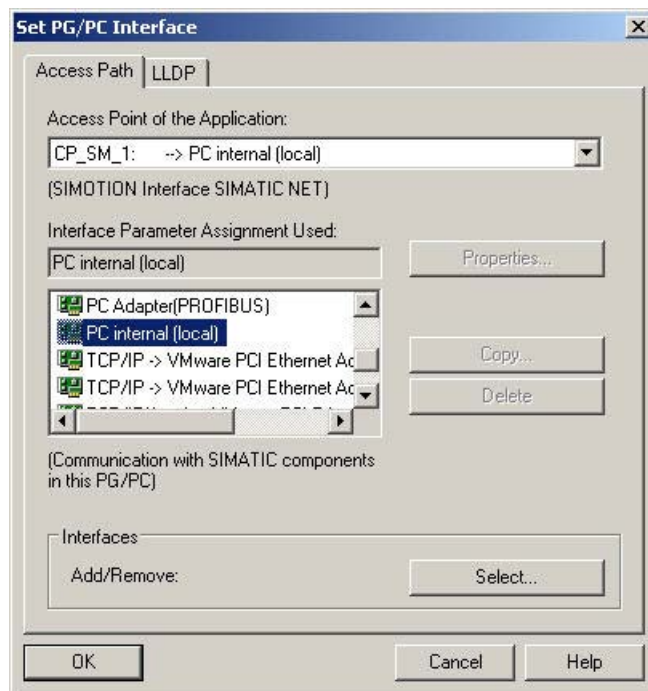 Set PG/PC Interface
Access Path
LLDP
Access Point of the Application:
CP_SM_1: --> PC internal (local)
(SIMOTION Interface SIMATIC NET)
Interface Parameter Assignment Used:
PC internal (local)
Properties...
PC Adapter(PROFIBUS)
PC internal (local)
TCP/IP -> VMware PCI Ethernet Ac
TCP/IP -> VMware PCI Ethernet Ac
Copy...
Delete
(Communication with SIMATIC components
in this PG/PC)
Interfaces
Add/Remove:
Select...
OK
Cancel
Help